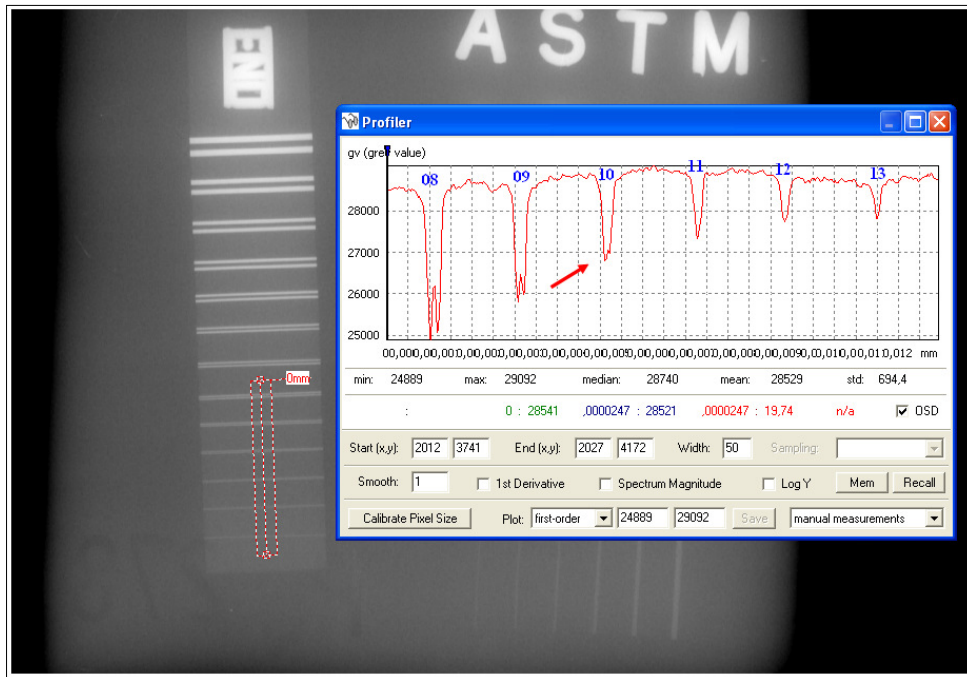 ASTM
Profiler
gv (grey value)
08
09
10
11
12
13
28000
27000
26000
25000
mm
min: 24889 max: 29092 median: 28740 mean: 28529 std: 694,4
: 0 : 28541 ,0000247 : 28521 ,0000247 : 19,74 n/a OSD
Start (x,y): 2012 3741 End (x,y): 2027 4172 Width: 50 Sampling:
Smooth: 1 1st Derivative Spectrum Magnitude Log Y Mem Recall
Calibrate Pixel Size Plot: first-order 24889 29092 Save manual measurements
0mm